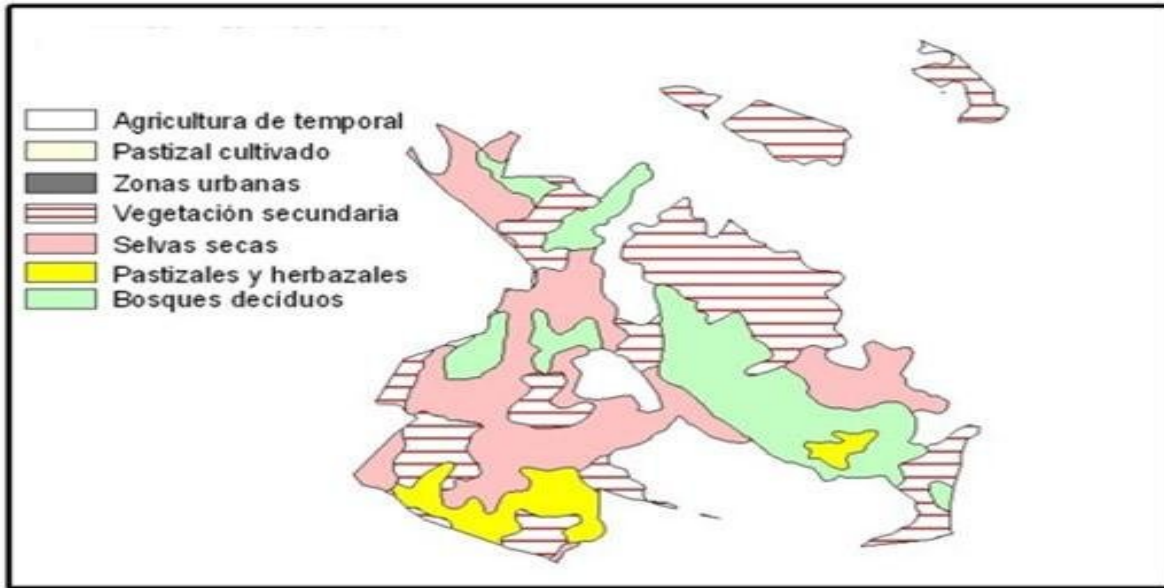 Agricultura de temporal
Pastizal cultivado
Zonas urbanas
Vegetación secundaria
Selvas secas
Pastizales y herbazales
Bosques decíduos